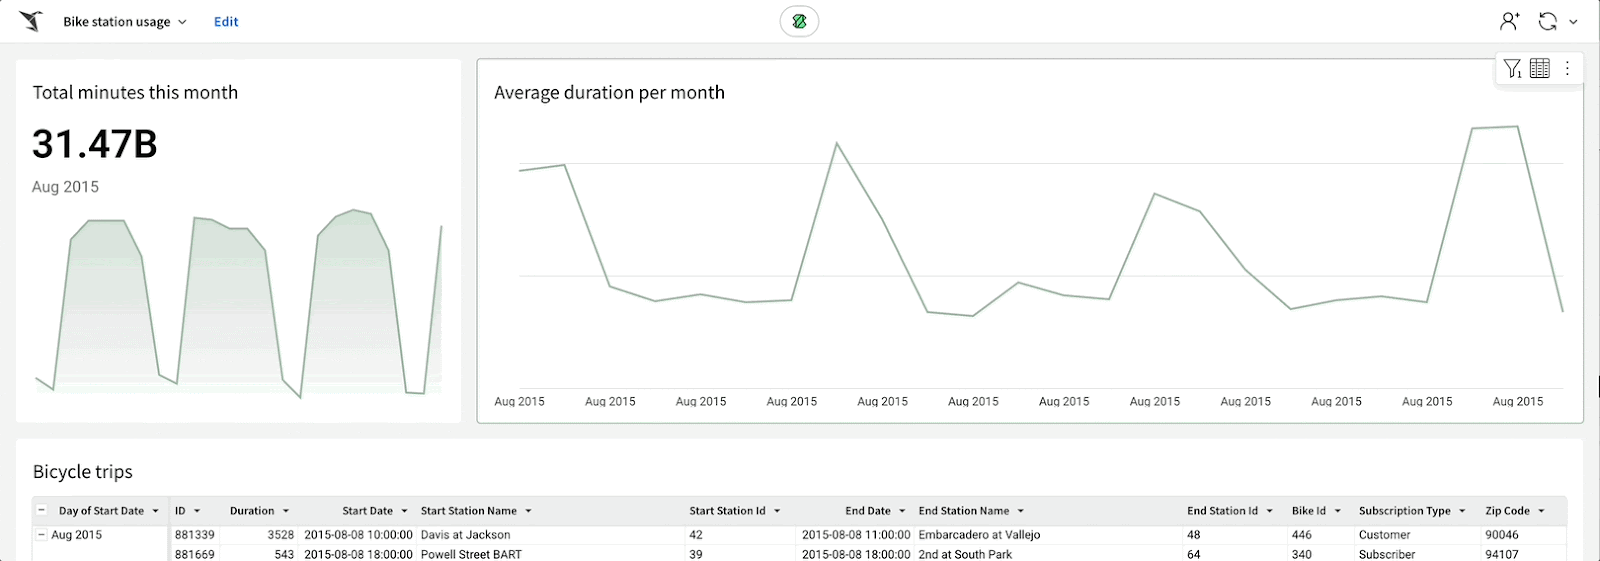 Bike station usage Edit
Total minutes this month
31.47B
Aug 2015
Average duration per month
1
Aug 2015 Aug 2015 Aug 2015 Aug 2015 Aug 2015 Aug 2015 Aug 2015 Aug 2015 Aug 2015 Aug 2015 Aug 2015 Aug 2015
Bicycle trips
Day of Start Date ID Duration Start Date Start Station Name Start Station Id End Date End Station Name End Station Id Bike Id Subscription Type Zip Code
Aug 2015 881339 3528 2015-08-08 10:00:00 Davis at Jackson 42 2015-08-08 11:00:00 Embarcadero at Vallejo 48 446 Customer 90046
881669 543 2015-08-08 18:00:00 Powell Street BART 39 2015-08-08 18:00:00 2nd at South Park 64 340 Subscriber 94107